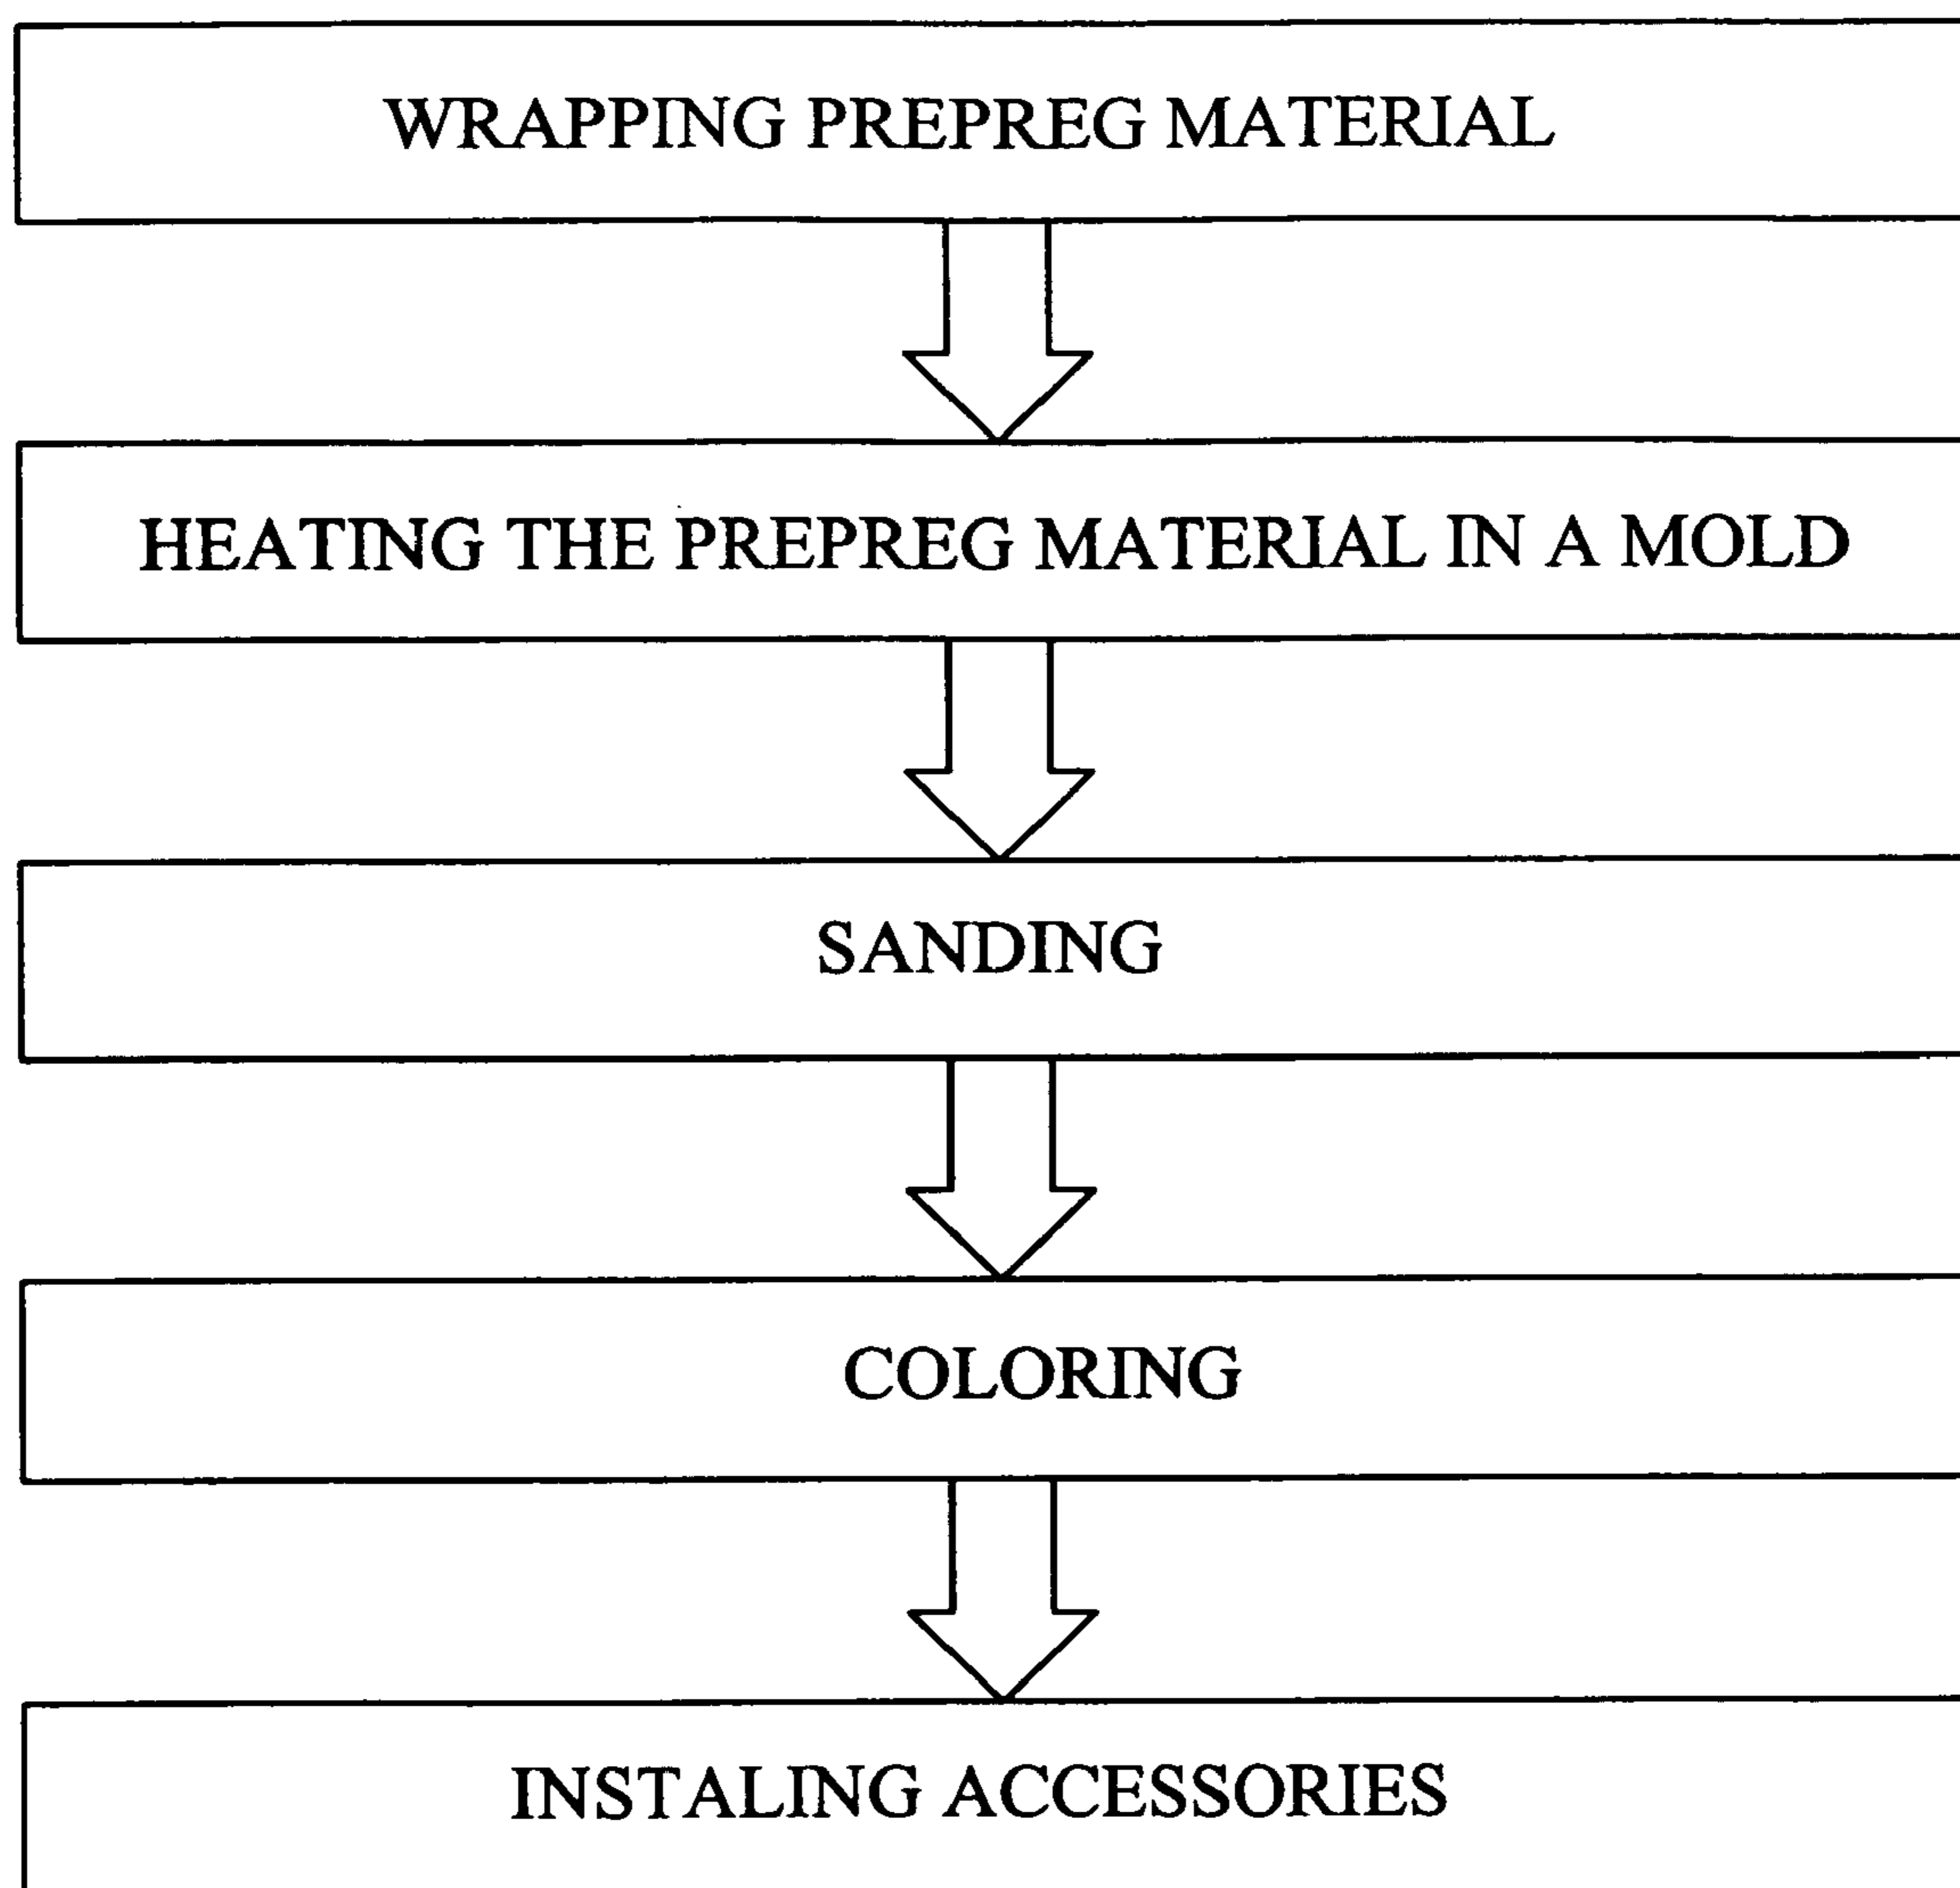 WRAPPING PREPREG MATERIAL
HEATING THE PREPREG MATERIAL IN A MOLD
SANDING
COLORING
INSTALING ACCESSORIES